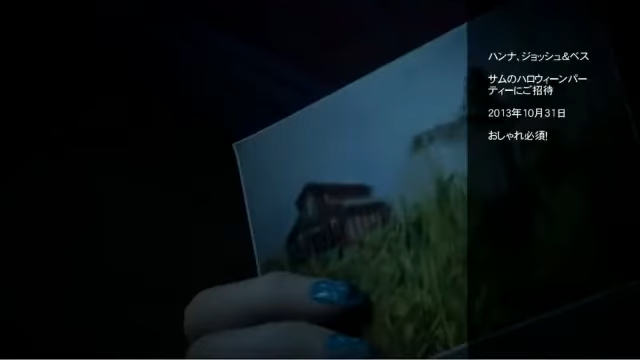 ハンナ、ジョッシュ&ベス
サムのハロウィーンパー
ティーにご招待
2013年10月31日
おしゃれ必須!